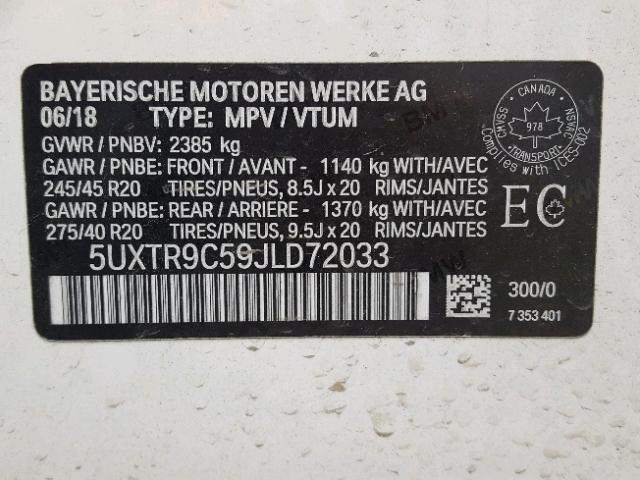 BAYERISCHE MOTOREN WERKE AG
06/18 TYPE: MPV / VTUM
GVWR / PNBV: 2385 kg
GAWR / PNBE: FRONT / AVANT - 1140 kg WITH/AVEC
245/45 R20 TIRES/PNEUS, 8.5J x 20 RIMS/JANTES
GAWR / PNBE: REAR / ARRIERE - 1370 kg WITH/AVEC
275/40 R20 TIRES/PNEUS, 9.5J x 20 RIMS/JANTES
5UXTR9C59JLD72033
CANADA
SVMSC
NSVAC
978
TRANSPORT
Complies with ICES-002
EC
300/0
7 353 401